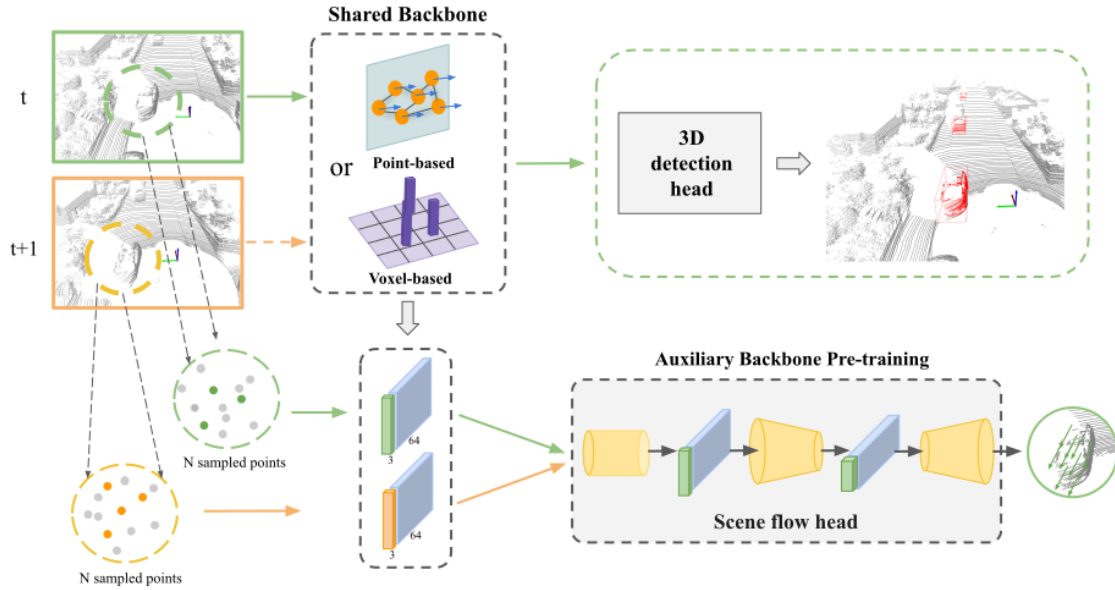 Shared Backbone
t
or
Point-based
3D
detection
head
t+1
Voxel-based
Auxiliary Backbone Pre-training
64
3
N sampled points
64
3
Scene flow head
N sampled points